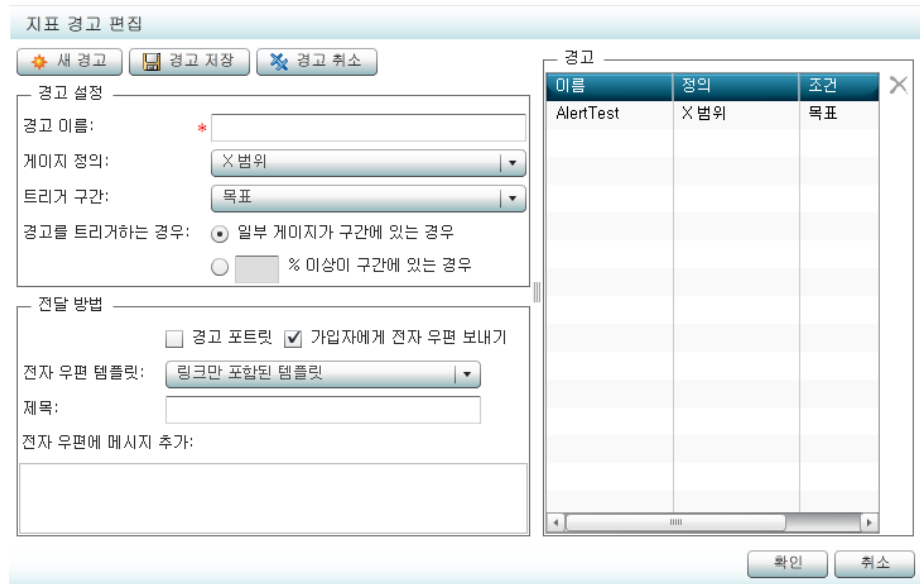 지표 경고 편집
새 경고 경고 저장 경고 취소
경고 설정
경고 이름: *
게이지 정의: X 범위
트리거 구간: 목표
경고를 트리거하는 경우: 일부 게이지가 구간에 있는 경우
% 이상이 구간에 있는 경우
전달 방법
경고 포트릿 가입자에게 전자 우편 보내기
전자 우편 템플릿: 링크만 포함된 템플릿
제목:
전자 우편에 메시지 추가:
경고
이름 정의 조건
AlertTest X 범위 목표
확인 취소